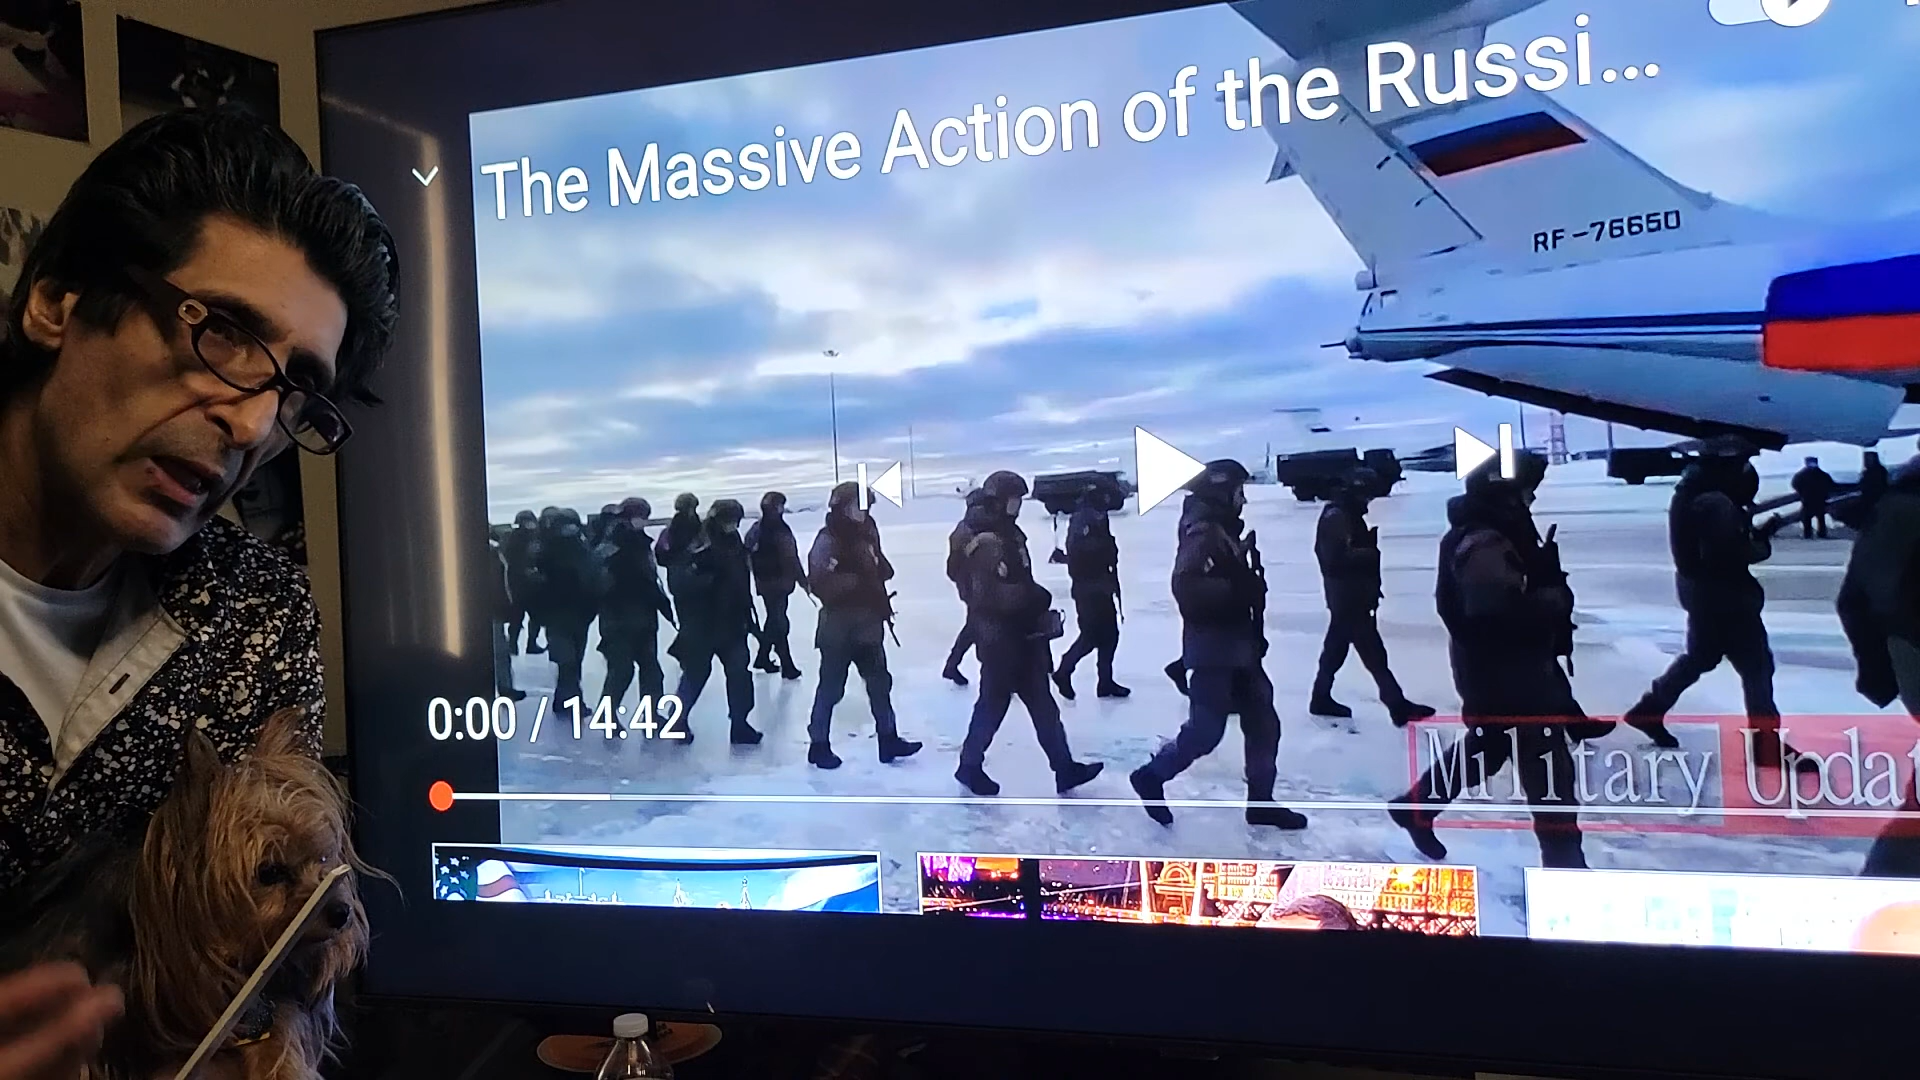 The Massive Action of the Russi...
RF-76650
0:00 / 14:42
Military Updat